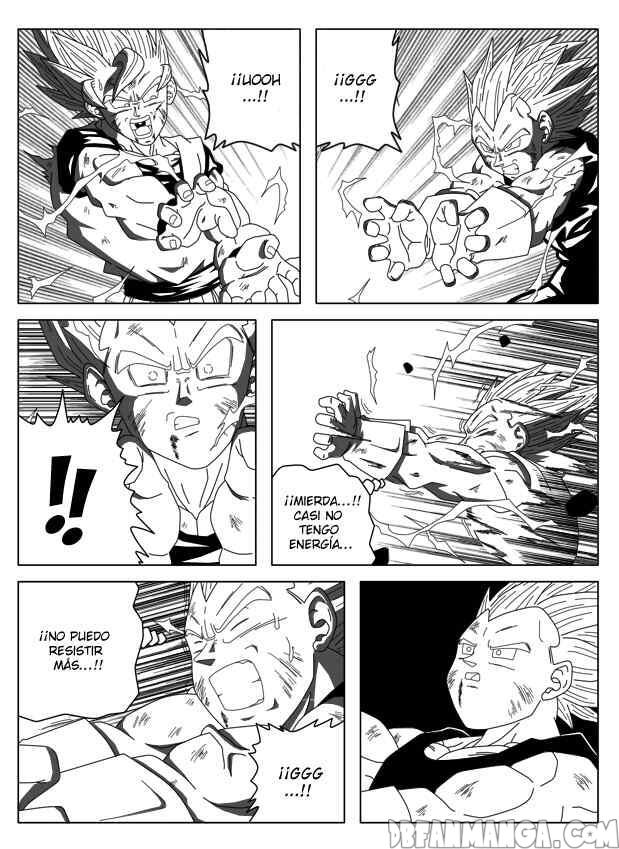 ¡¡UOOH
...!!
¡¡GGG
...!!
!!
¡¡MIERDA...!!
CASI NO
TENGO
ENERGÍA...
¡¡NO PUEDO
RESISTIR
MÁS...!!
¡¡GGG
...!!
DBFANMANGA.COM